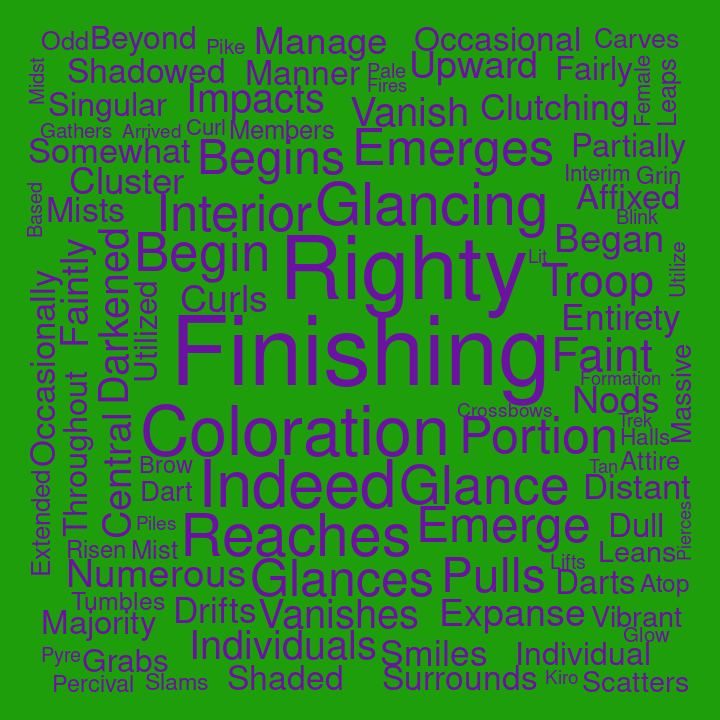 Odd Beyond Pike Manage Occasional Carves
Midst Shadowed Manner Pale Fires Upward Fairly Female Leaps
Singular Impacts Vanish Clutching
Gathers Arrived Curl Members
Somewhat Begins Emerges Partially
Cluster Interim Grin
Based Mists Interior Glancing Affixed
Blink
Begin Righty Lit Began
Faintly Darkened Troop Utilize
Occasionally Utilized Curls
Finishing Entirety
Faint Massive
Formation
Throughout Central Coloration Crossbows Nods
Portion Trek Halls
Brow Tan Attire
Extended Dart Indeed Glance Distant
Piles Reaches Emerge Dull Pierces
Risen Mist Leans
Numerous Glances Pulls Lifts Darts Atop
Tumbles
Majority Drifts Vanishes Expanse Vibrant
Glow
Pyre Grabs Individuals Smiles Individual
Percival Slams Shaded Surrounds Kiro Scatters